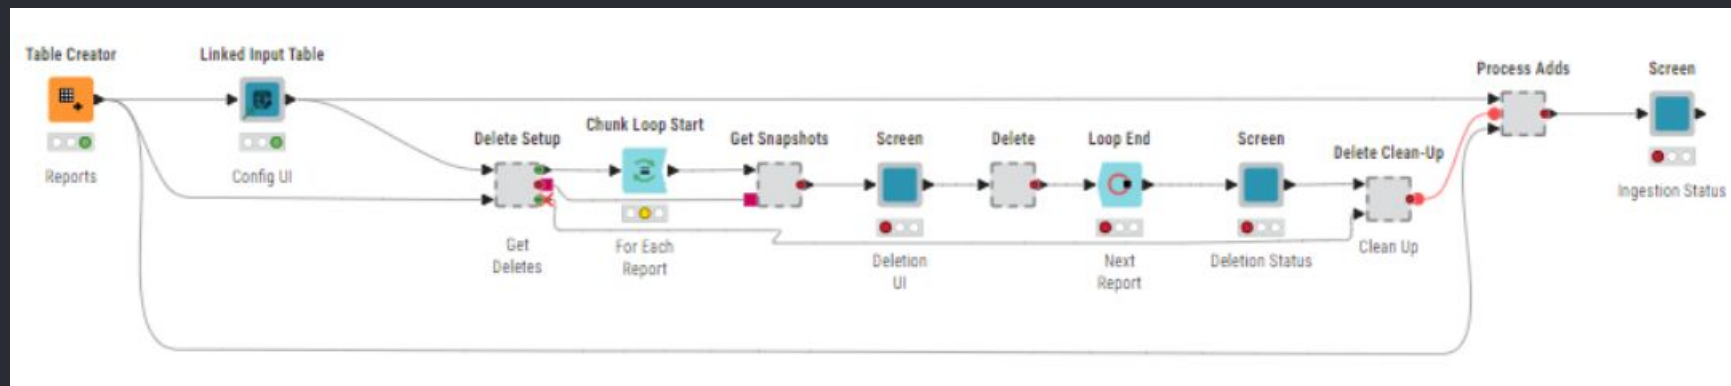 Table Creator
Reports
Linked Input Table
Config UI
Delete Setup
Get
Deletes
Chunk Loop Start
For Each
Report
Get Snapshots
Screen
Deletion
UI
Delete
Loop End
Next
Report
Screen
Deletion Status
Delete Clean-Up
Clean Up
Process Adds
Screen
Ingestion Status